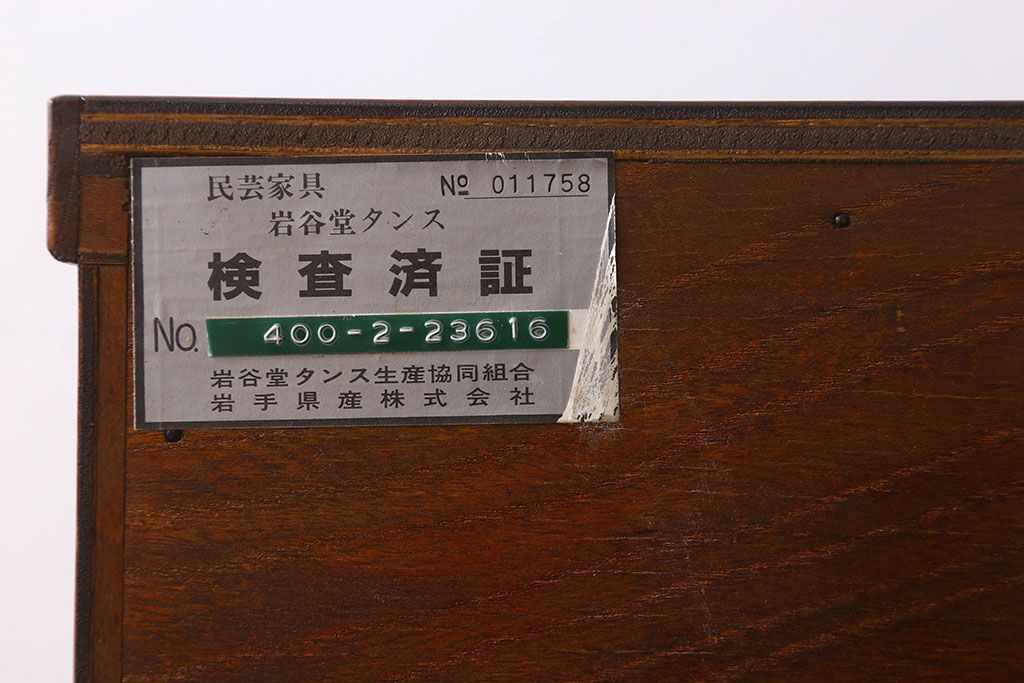 民芸家具 № 011758
岩谷堂タンス
検査済証
No. 400-2-23616
岩谷堂タンス生産協同組合
岩手県産株式会社